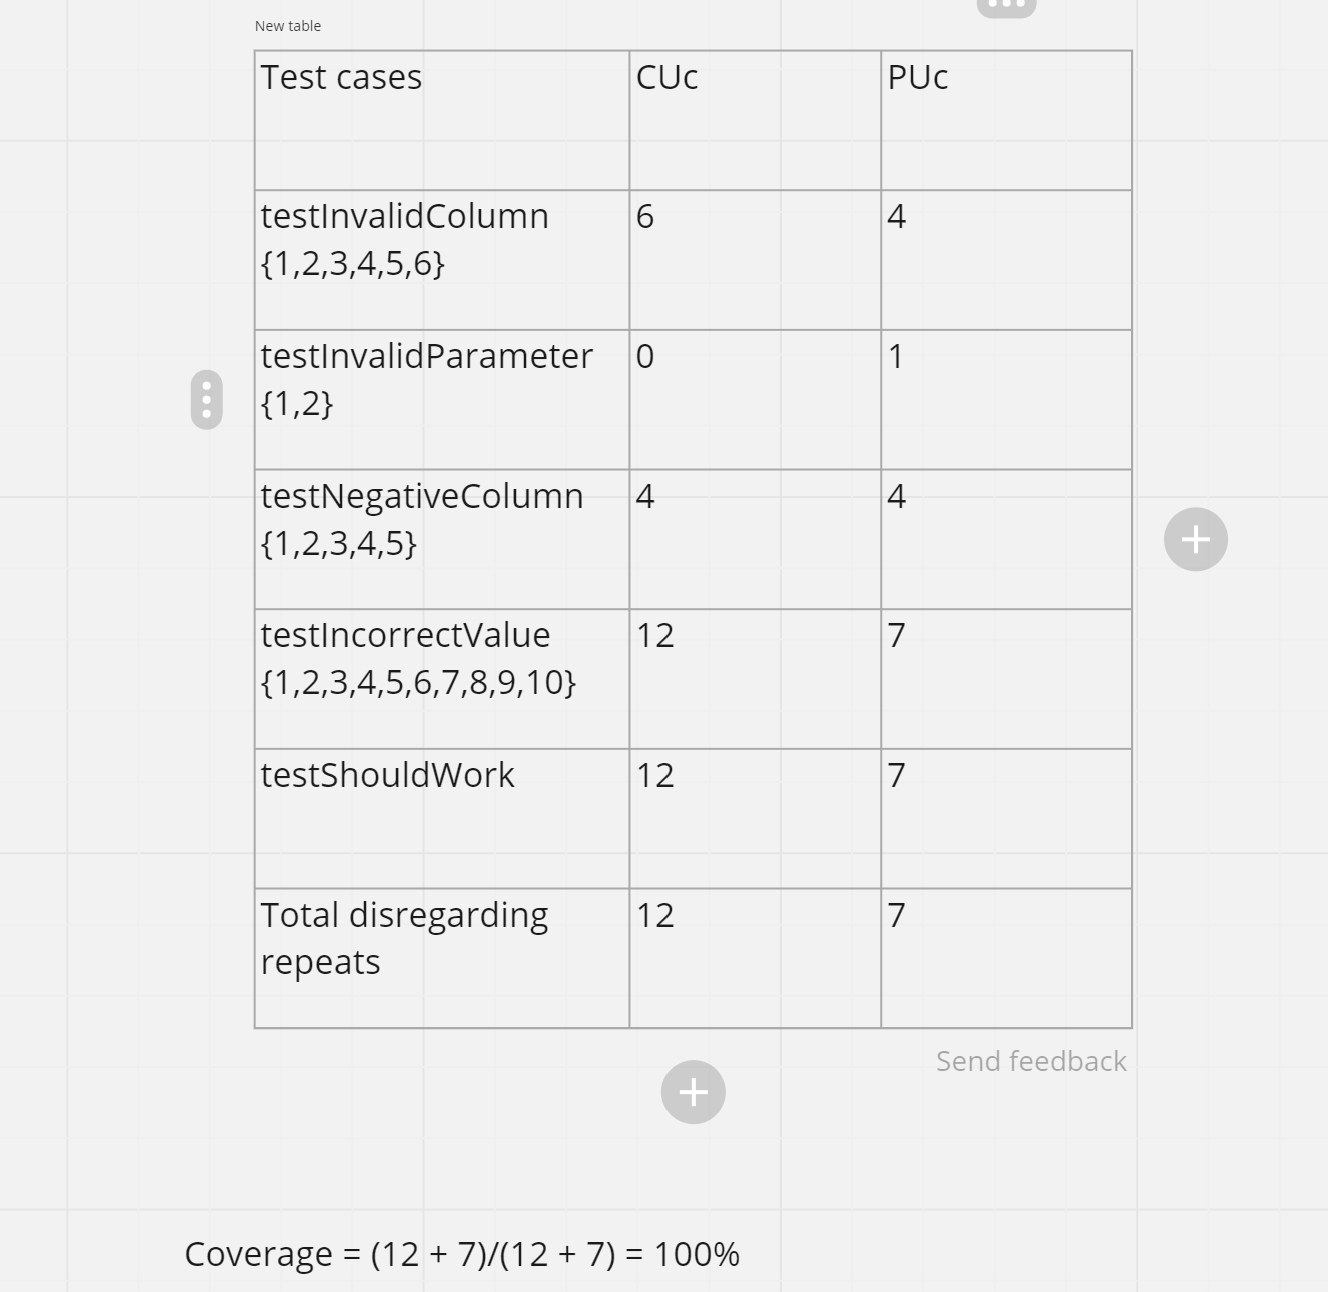 New table
Test cases CUc PUc
testInvalidColumn 6 4
{1,2,3,4,5,6}
testInvalidParameter 0 1
{1,2}
testNegativeColumn 4 4
{1,2,3,4,5}
testIncorrectValue 12 7
{1,2,3,4,5,6,7,8,9,10}
testShouldWork 12 7
Total disregarding 12 7
repeats
Send feedback
Coverage = (12 + 7)/(12 + 7) = 100%